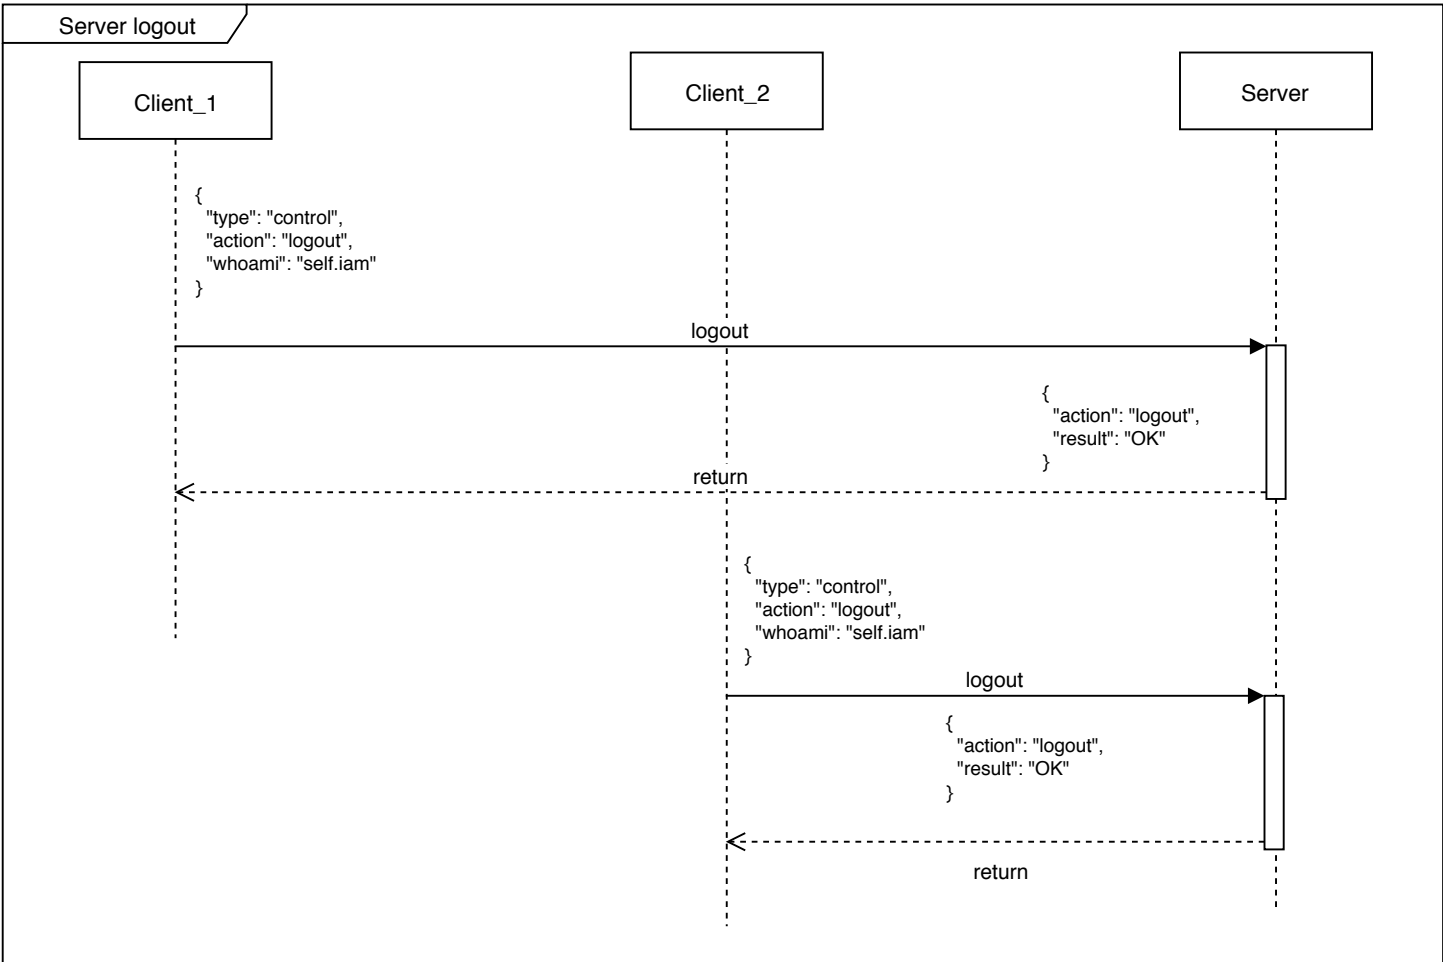 Server logout
Client_1
Client_2
Server
{
"type": "control",
"action": "logout",
"whoami": "self.iam"
}
logout
{
"action": "logout",
"result": "OK"
}
return
{
"type": "control",
"action": "logout",
"whoami": "self.iam"
}
logout
{
"action": "logout",
"result": "OK"
}
return